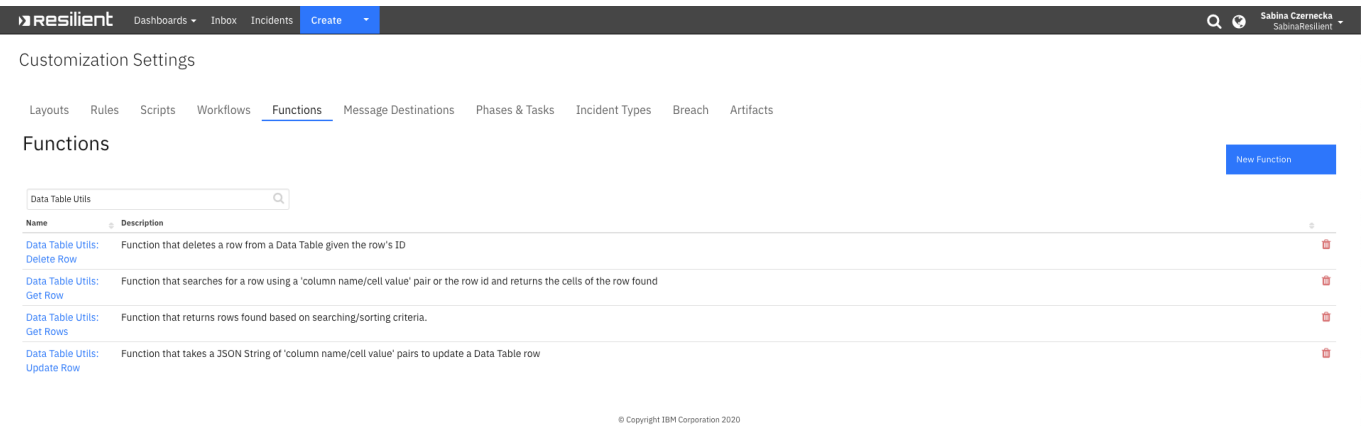 Resilient Dashboards Inbox Incidents Create Sabina Czernecka
SabinaResilient
Customization Settings
Layouts Rules Scripts Workflows Functions Message Destinations Phases & Tasks Incident Types Breach Artifacts
Functions
New Function
Data Table Utils
Name Description
Data Table Utils: Function that deletes a row from a Data Table given the row's ID
Delete Row
Data Table Utils: Function that searches for a row using a 'column name/cell value' pair or the row id and returns the cells of the row found
Get Row
Data Table Utils: Function that returns rows found based on searching/sorting criteria.
Get Rows
Data Table Utils: Function that takes a JSON String of 'column name/cell value' pairs to update a Data Table row
Update Row
© Copyright IBM Corporation 2020